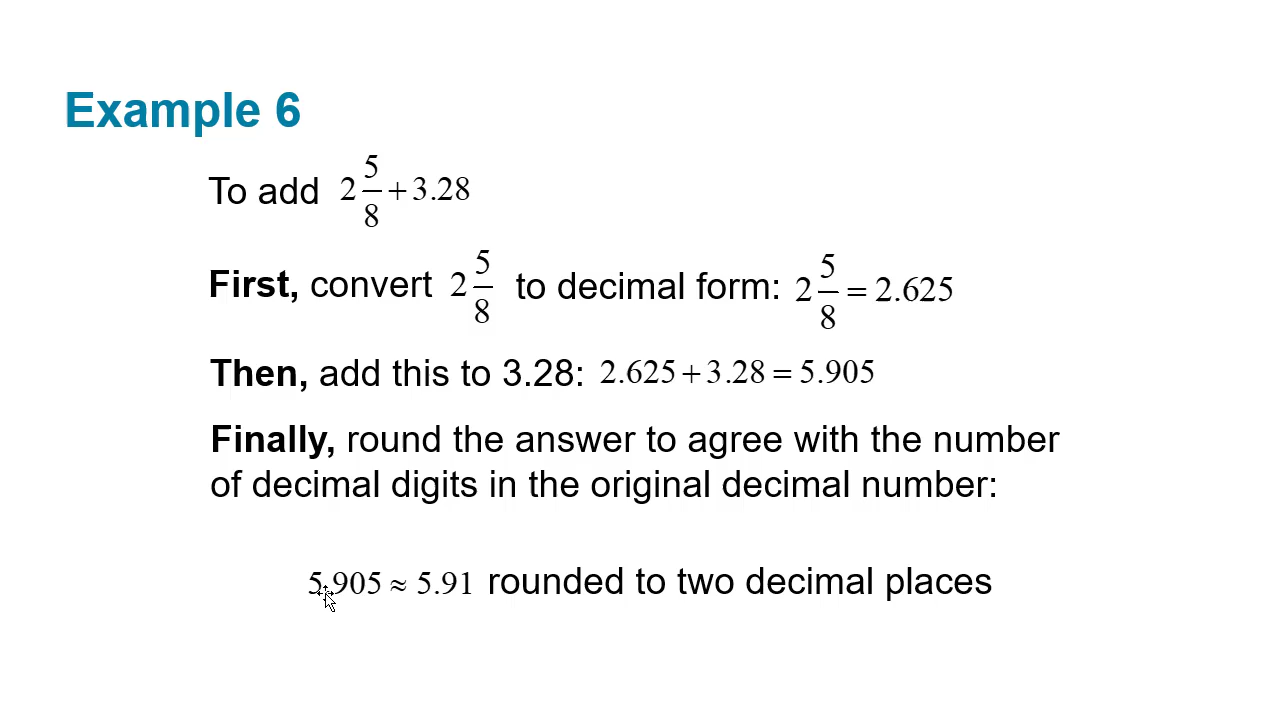 Example 6
To add 2 5/8 + 3.28
First, convert 2 5/8 to decimal form: 2 5/8 = 2.625
Then, add this to 3.28: 2.625 + 3.28 = 5.905
Finally, round the answer to agree with the number
of decimal digits in the original decimal number:
5.905 ≈ 5.91 rounded to two decimal places